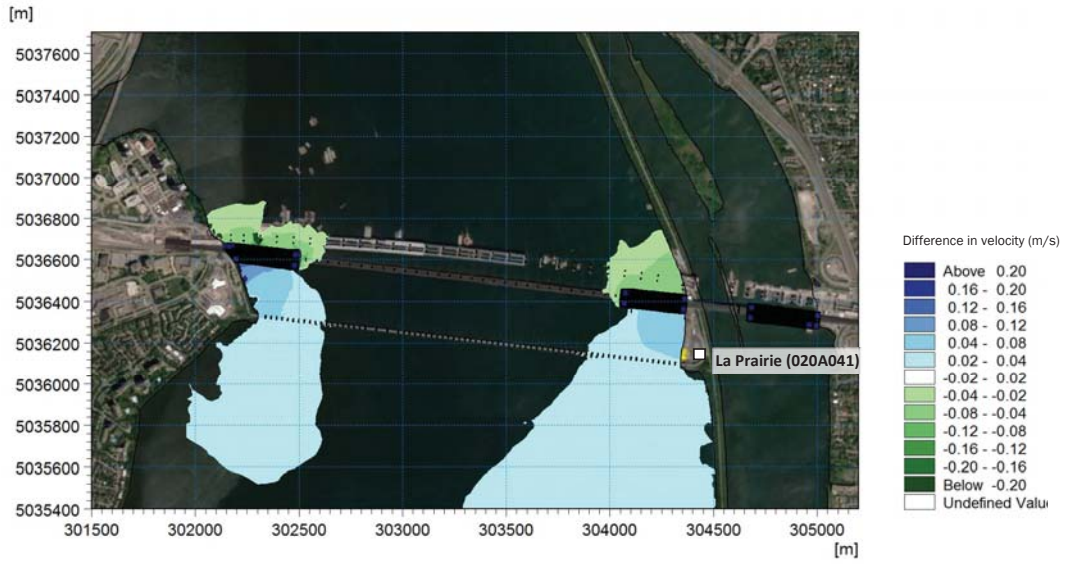 [m]
5037600
5037400
5037200
5037000
5036800
5036600
5036400
5036200
5036000
5035800
5035600
5035400
301500 302000 302500 303000 303500 304000 304500 305000
[m]
La Prairie (020A041)
Difference in velocity (m/s)
Above 0.20
0.16 - 0.20
0.12 - 0.16
0.08 - 0.12
0.04 - 0.08
0.02 - 0.04
-0.02 - 0.02
-0.04 - -0.02
-0.08 - -0.04
-0.12 - -0.08
-0.16 - -0.12
-0.20 - -0.16
Below -0.20
Undefined Valu